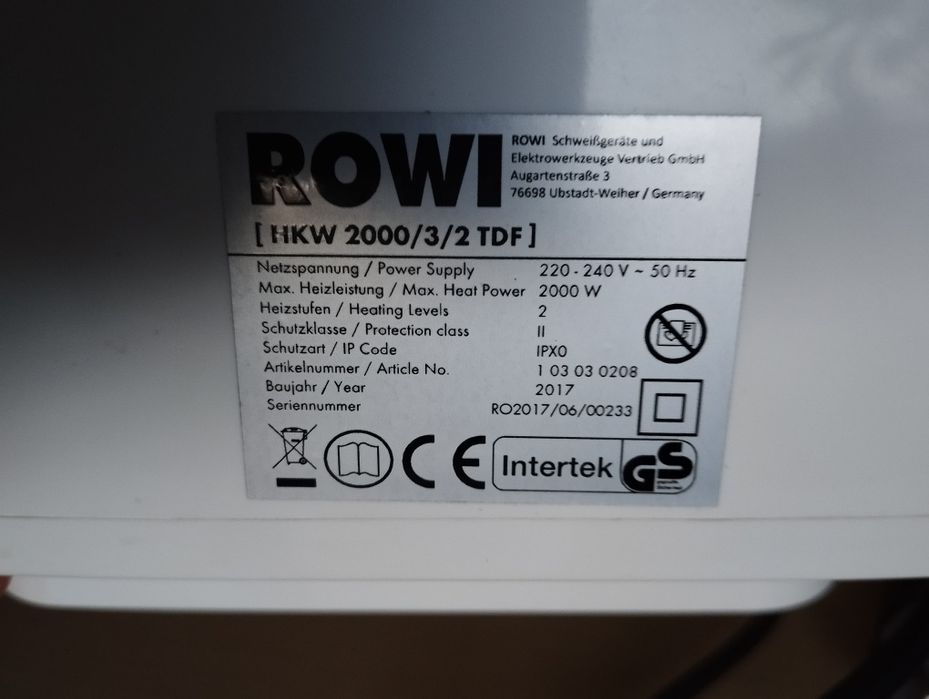 ROWI
ROWI Schweißgeräte und
Elektrowerkzeuge Vertrieb GmbH
Augartenstraße 3
76698 Ubstadt-Weiher / Germany
[ HKW 2000/3/2 TDF ]
Netzspannung / Power Supply 220 - 240 V ~ 50 Hz
Max. Heizleistung / Max. Heat Power 2000 W
Heizstufen / Heating Levels 2
Schutzklasse / Protection class II
Schutzart / IP Code IPX0
Artikelnummer / Article No. 1 03 03 0208
Baujahr / Year 2017
Seriennummer RO2017/06/00233
CE Intertek GS
geprüfte
Sicherheit